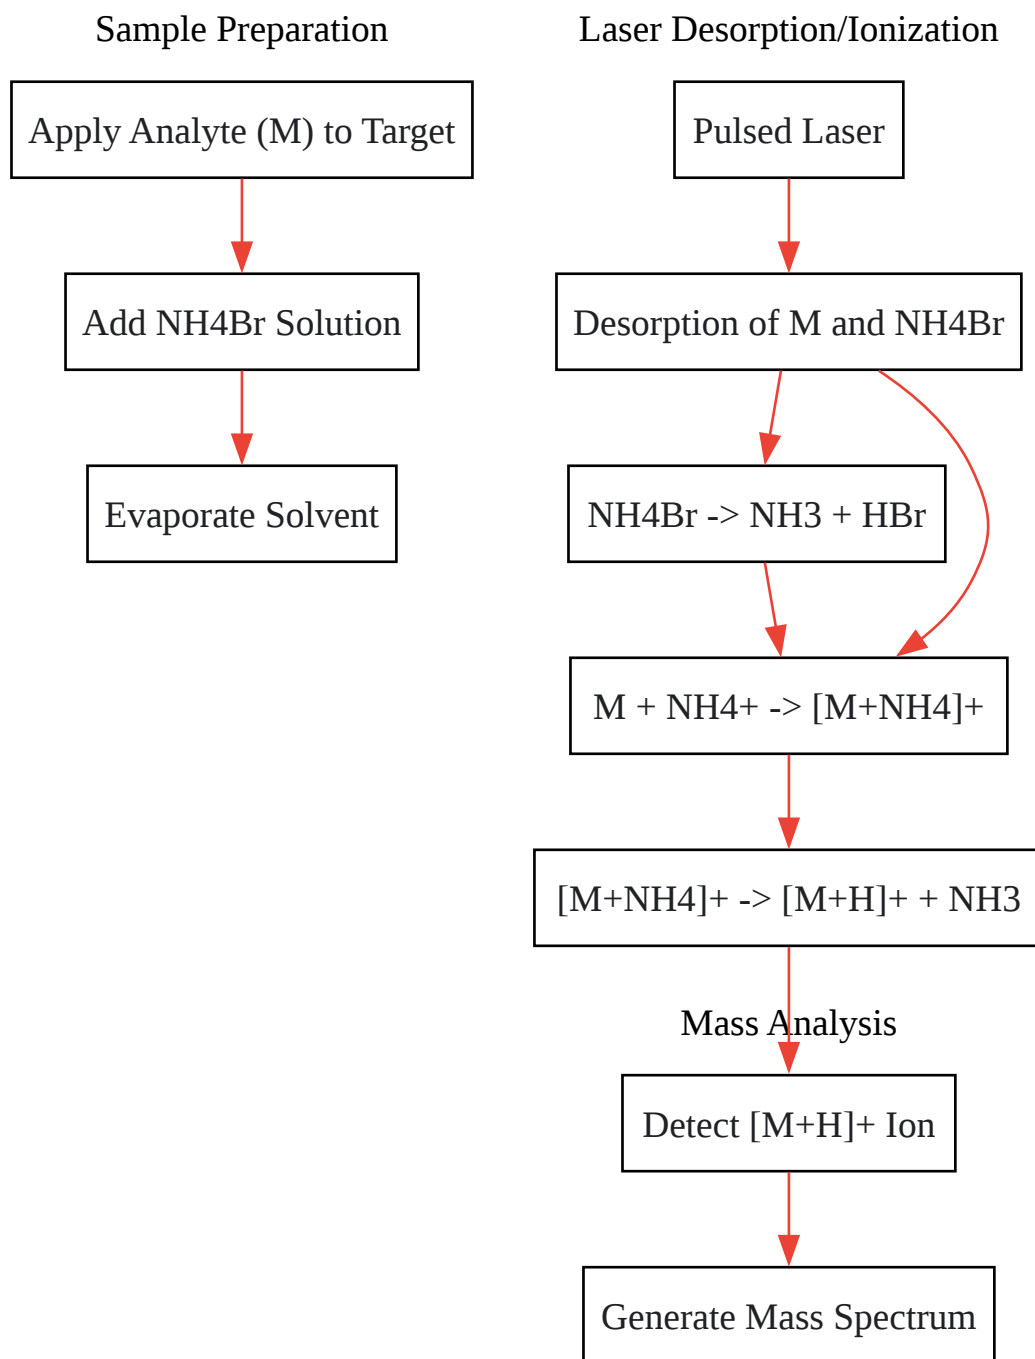 Sample Preparation
Apply Analyte (M) to Target
Add NH4Br Solution
Evaporate Solvent
Laser Desorption/Ionization
Pulsed Laser
Desorption of M and NH4Br
NH4Br -> NH3 + HBr
M + NH4+ -> [M+NH4]+
[M+NH4]+ -> [M+H]+ + NH3
Mass Analysis
Detect [M+H]+ Ion
Generate Mass Spectrum